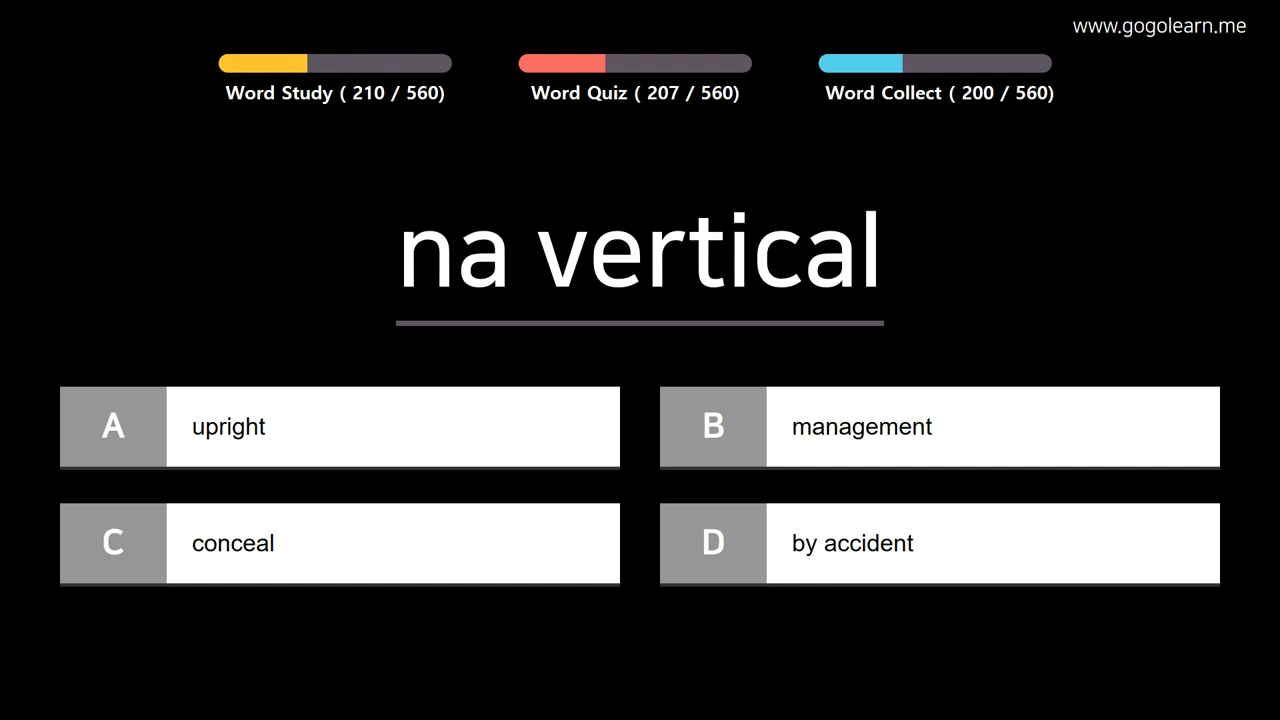 www.gogolearn.me
Word Study ( 210 / 560)
Word Quiz ( 207 / 560)
Word Collect ( 200 / 560)
na vertical
A upright
B management
C conceal
D by accident